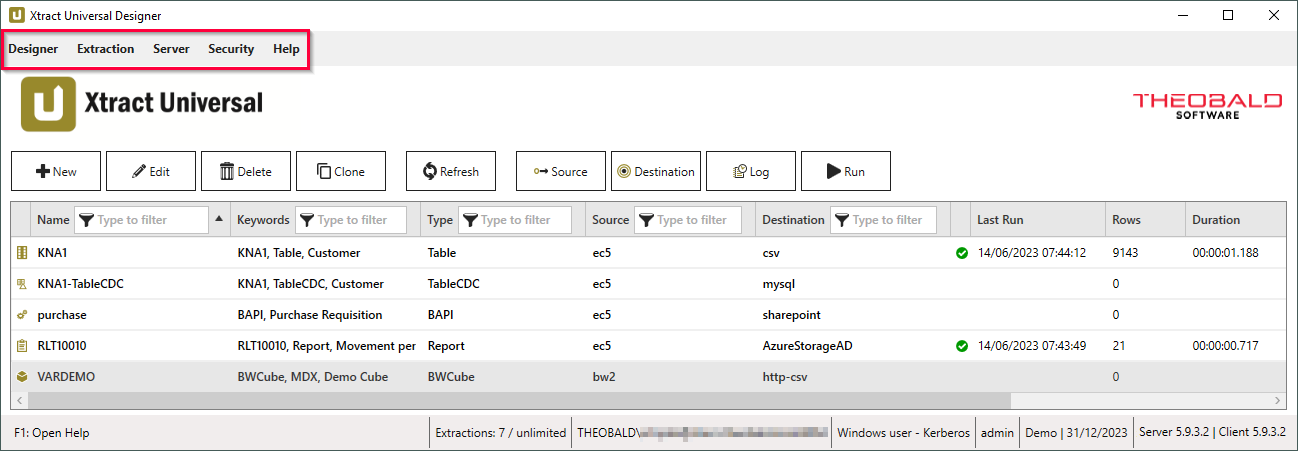 Xtract Universal Designer
Designer Extraction Server Security Help
Xtract Universal
THEOBALD
SOFTWARE
New Edit Delete Clone Refresh Source Destination Log Run
Name Type to filter Keywords Type to filter Type Type to filter Source Type to filter Destination Type to filter Last Run Rows Duration
KNA1 KNA1, Table, Customer Table ec5 csv 14/06/2023 07:44:12 9143 00:00:01.188
KNA1-TableCDC KNA1, TableCDC, Customer TableCDC ec5 mysql 0
purchase BAPI, Purchase Requisition BAPI ec5 sharepoint 0
RLT10010 RLT10010, Report, Movement per Report ec5 AzureStorageAD 14/06/2023 07:43:49 21 00:00:00.717
VARDEMO BWCube, MDX, Demo Cube BWCube bw2 http-csv 0
F1: Open Help Extractions: 7 / unlimited THEOBALD\ Windows user - Kerberos admin Demo | 31/12/2023 Server 5.9.3.2 | Client 5.9.3.2